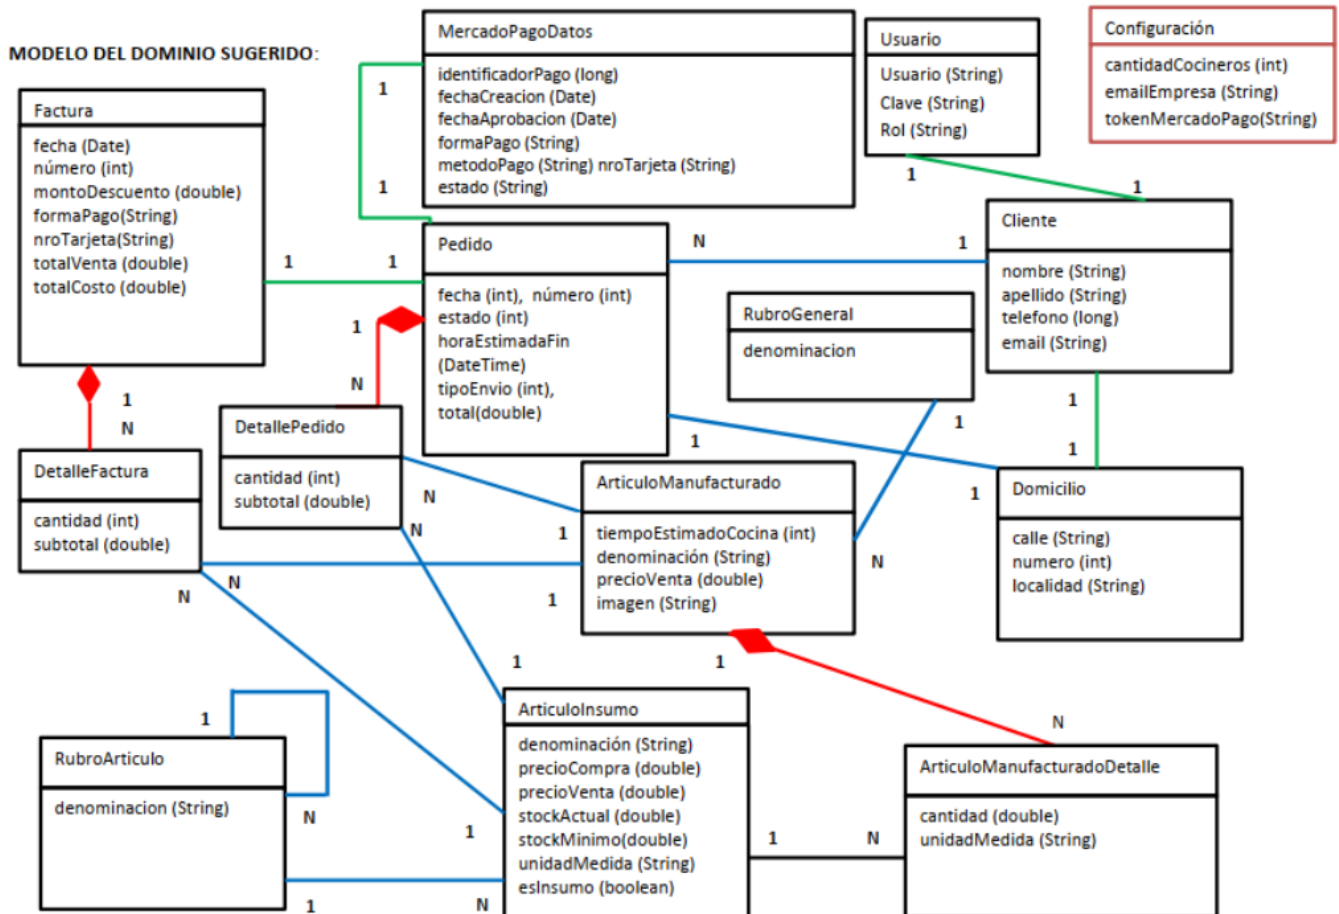 MODELO DEL DOMINIO SUGERIDO:
MercadoPagoDatos
identificadorPago (long)
fechaCreacion (Date)
fechaAprobacion (Date)
formaPago (String)
metodoPago (String) nroTarjeta (String)
estado (String)
Usuario
Usuario (String)
Clave (String)
Rol (String)
Configuración
cantidadCocineros (int)
emailEmpresa (String)
tokenMercadoPago(String)
Factura
fecha (Date)
número (int)
montoDescuento (double)
formaPago(String)
nroTarjeta(String)
totalVenta (double)
totalCosto (double)
1
1
1
1
1
1
Pedido
fecha (int), número (int)
estado (int)
horaEstimadaFin
(DateTime)
tipoEnvio (int),
total(double)
N
1
Cliente
nombre (String)
apellido (String)
telefono (long)
email (String)
RubroGeneral
denominacion
1
N
1
N
DetallePedido
cantidad (int)
subtotal (double)
DetalleFactura
cantidad (int)
subtotal (double)
1
1
1
1
1
N
Domicilio
calle (String)
numero (int)
localidad (String)
ArticuloManufacturado
tiempoEstimadoCocina (int)
denominación (String)
precioVenta (double)
imagen (String)
N
1
N
N
1
N
1
1
N
ArticuloInsumo
denominación (String)
precioCompra (double)
precioVenta (double)
stockActual (double)
stockMinimo(double)
unidadMedida (String)
esInsumo (boolean)
1
N
RubroArticulo
denominacion (String)
1
1
N
1
N
ArticuloManufacturadoDetalle
cantidad (double)
unidadMedida (String)